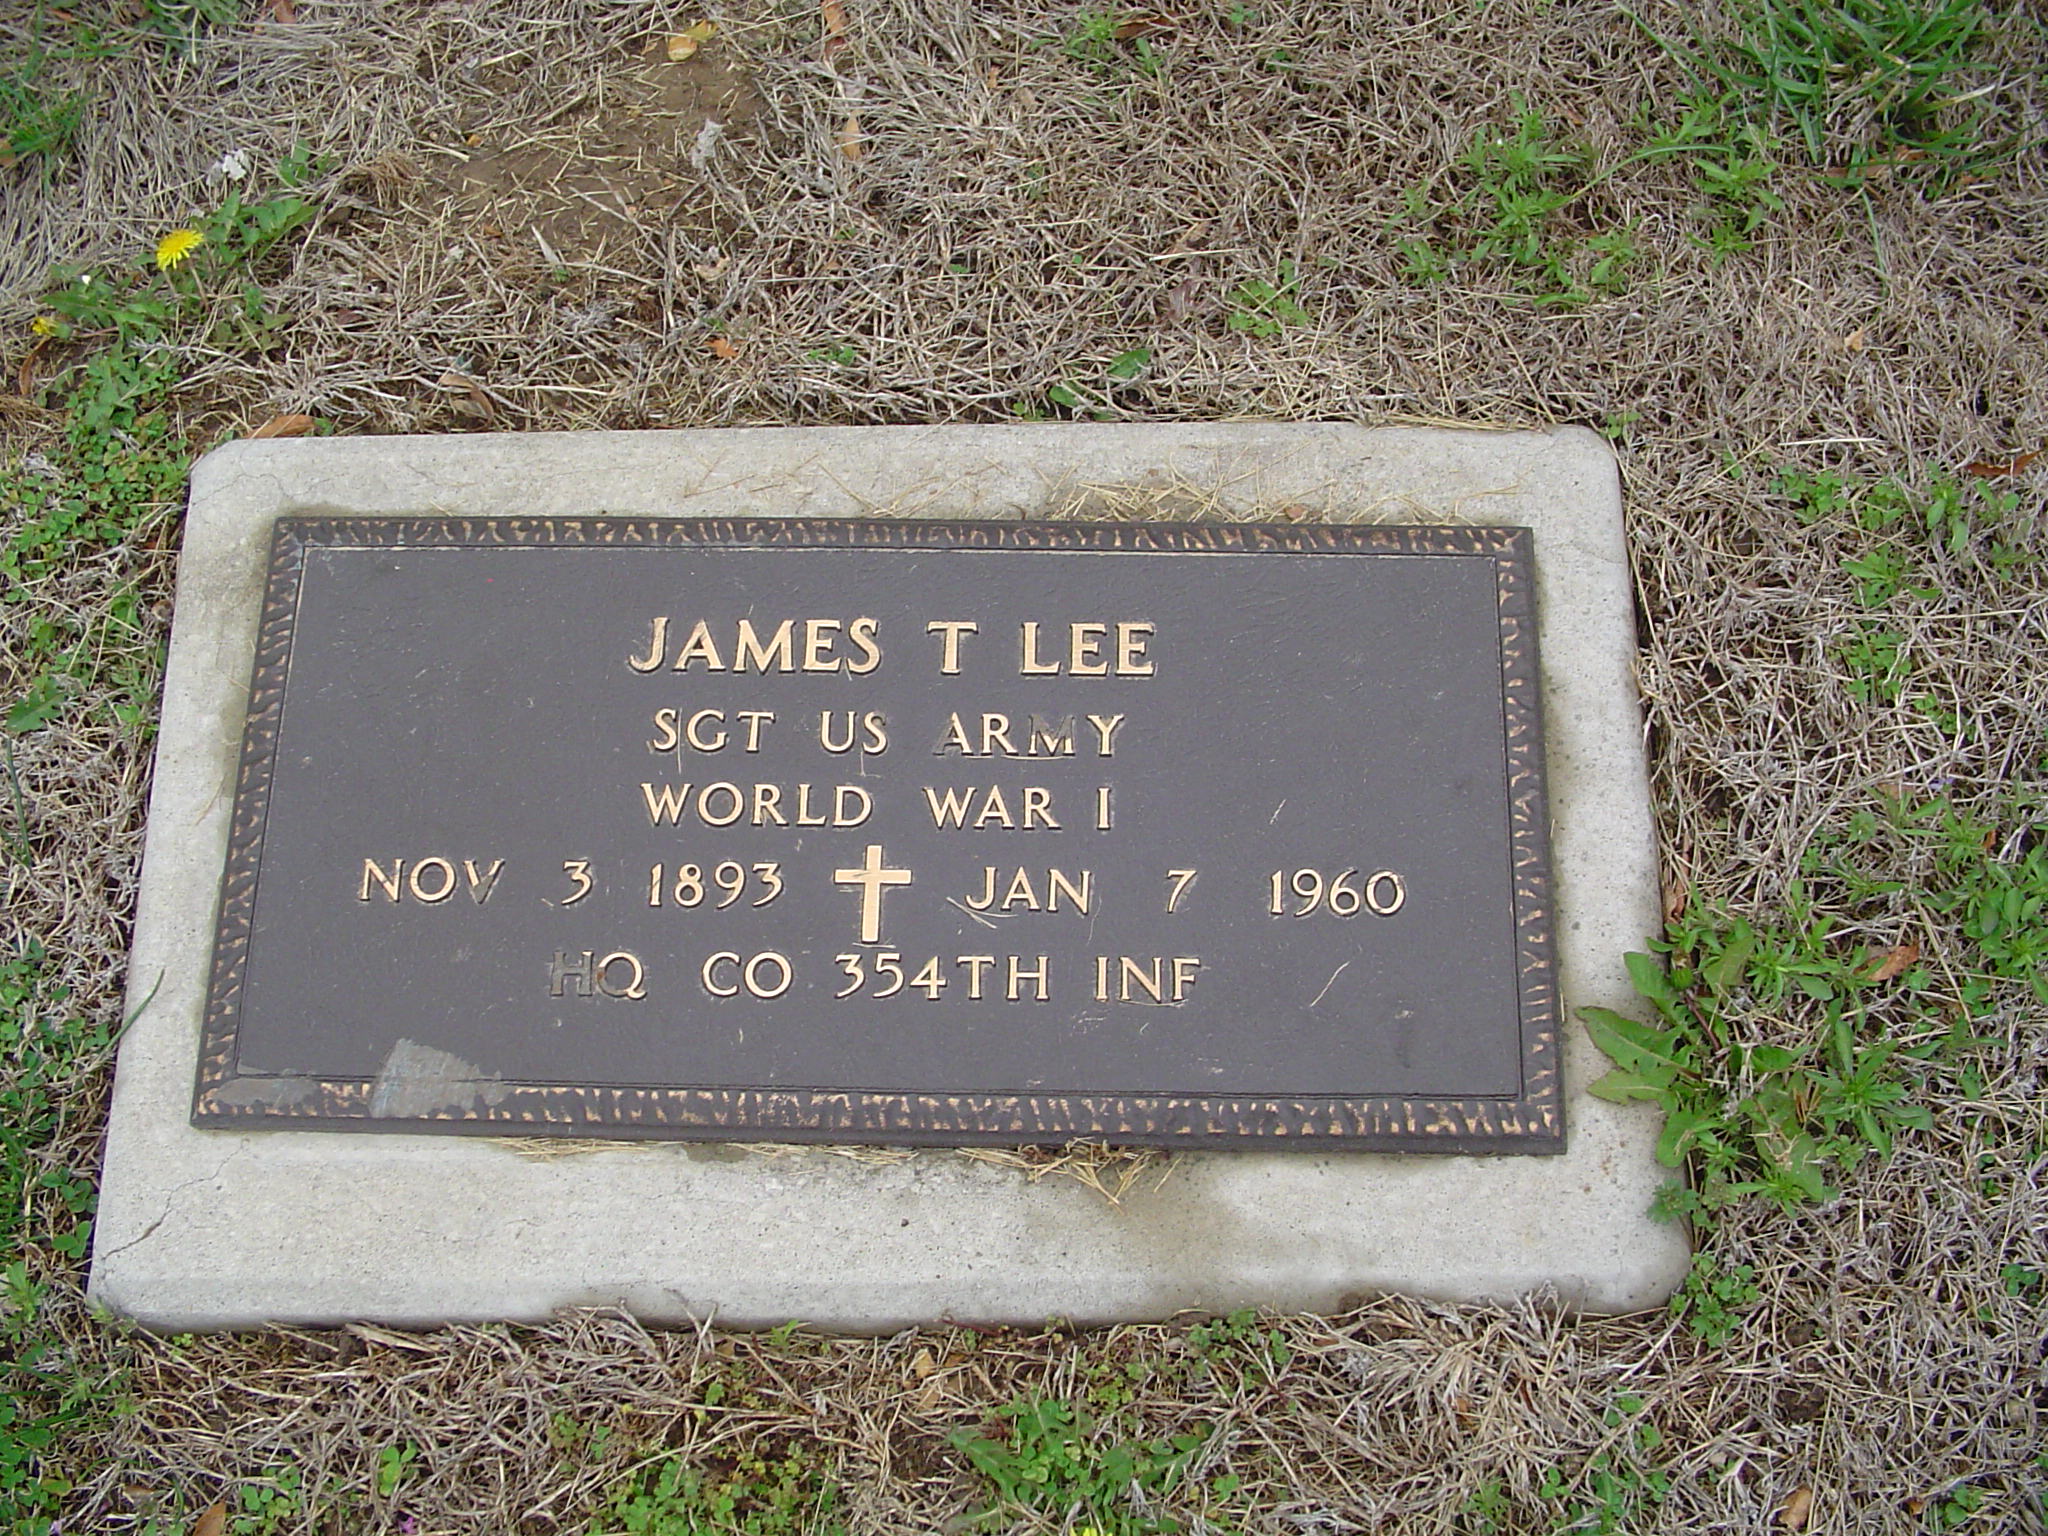 JAMES T LEE
SGT US ARMY
WORLD WAR I
NOV 3 1893 JAN 7 1960
HQ CO 354TH INF